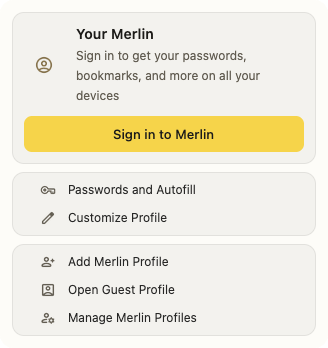 Your Merlin
Sign in to get your passwords,
bookmarks, and more on all your
devices
Sign in to Merlin
Passwords and Autofill
Customize Profile
Add Merlin Profile
Open Guest Profile
Manage Merlin Profiles